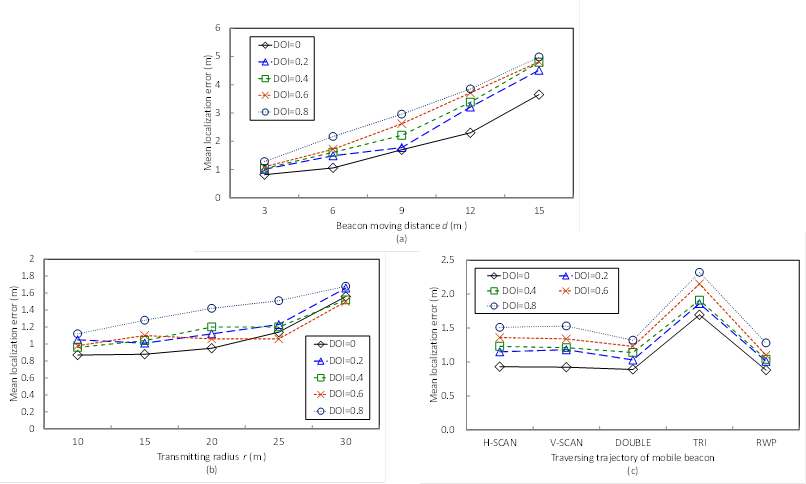 6
5
4
3
2
1
0
Mean localization error (m)
DOI=0
DOI=0.2
DOI=0.4
DOI=0.6
DOI=0.8
3 6 9 12 15
Beacon moving distance d (m)
(a)
2
1.8
1.6
1.4
1.2
1
0.8
0.6
0.4
0.2
0
Mean localization error (m)
DOI=0
DOI=0.2
DOI=0.4
DOI=0.6
DOI=0.8
10 15 20 25 30
Transmitting radius r (m)
(b)
2.5
2.0
1.5
1.0
0.5
0.0
Mean localization error (m)
DOI=0 DOI=0.2
DOI=0.4 DOI=0.6
DOI=0.8
H-SCAN V-SCAN DOUBLE TRI RWP
Traversing trajectory of mobile beacon
(c)